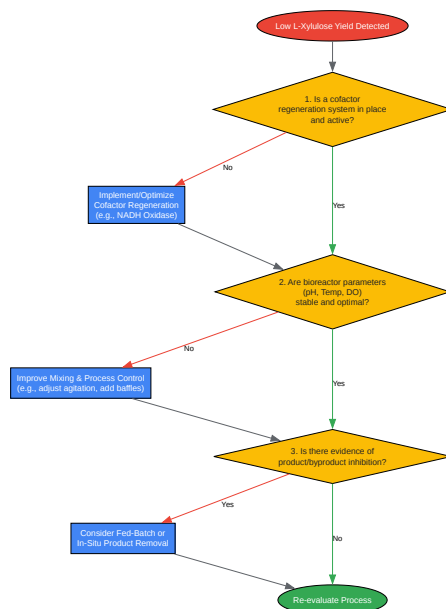 Low L-Xylulose Yield Detected
1. Is a cofactor
regeneration system in place
and active?
No
Yes
Implement/Optimize
Cofactor Regeneration
(e.g., NADH Oxidase)
2. Are bioreactor parameters
(pH, Temp, DO)
stable and optimal?
No
Yes
Improve Mixing & Process Control
(e.g., adjust agitation, add baffles)
3. Is there evidence of
product/byproduct inhibition?
Yes
No
Consider Fed-Batch or
In-Situ Product Removal
Re-evaluate Process